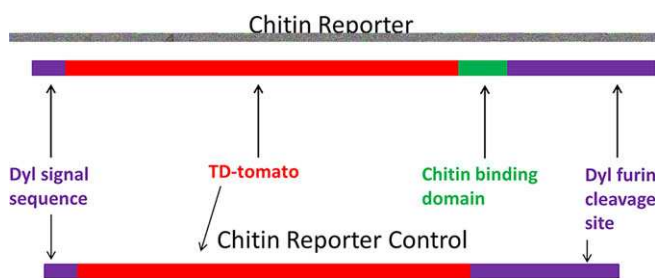 Chitin Reporter
Dyl signal
sequence
TD-tomato
Chitin binding
domain
Dyl furin
cleavage
site
Chitin Reporter Control